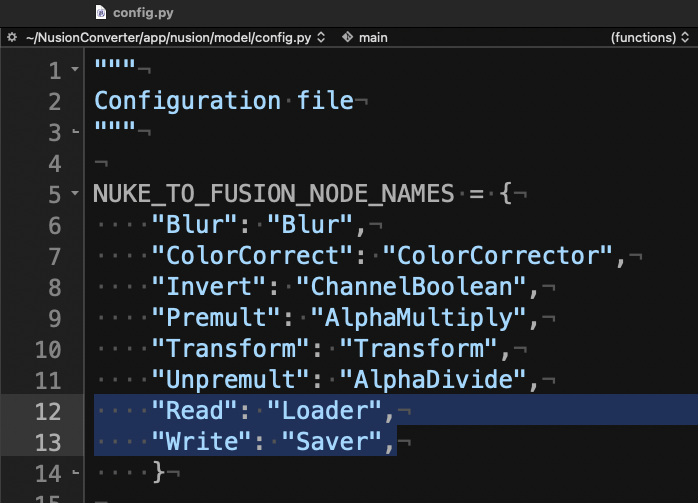 config.py
~/NusionConverter/app/nusion/model/config.py main (functions)
1 """
2 Configuration file
3 """
4
5 NUKE_TO_FUSION_NODE_NAMES = {
6     "Blur": "Blur",
7     "ColorCorrect": "ColorCorrector",
8     "Invert": "ChannelBoolean",
9     "Premult": "AlphaMultiply",
10     "Transform": "Transform",
11     "Unpremult": "AlphaDivide",
12     "Read": "Loader",
13     "Write": "Saver",
14     }
15